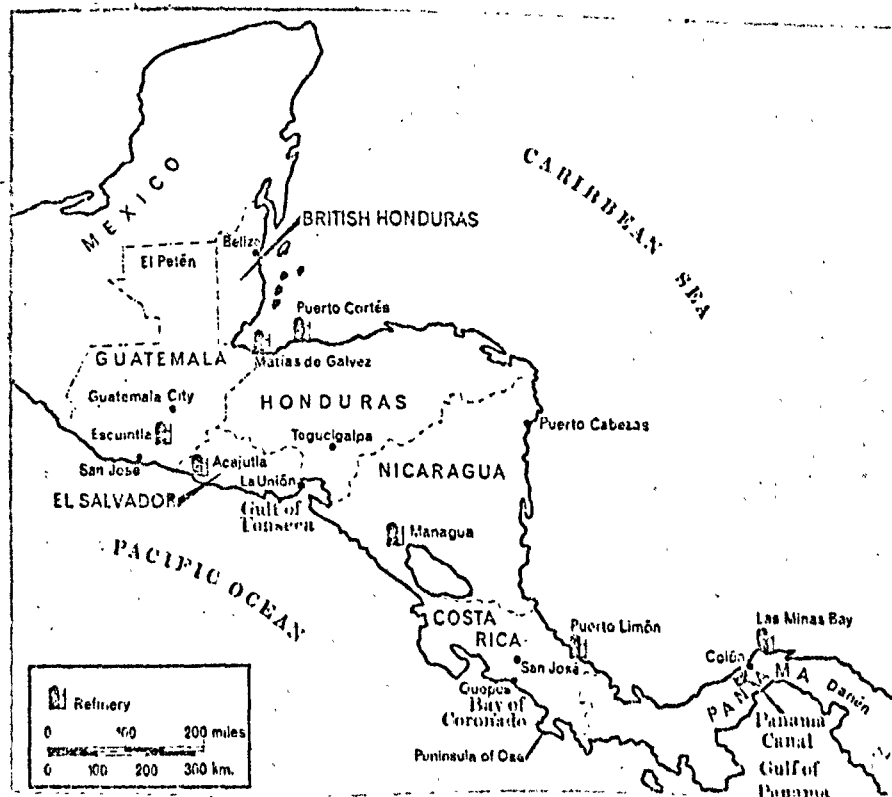 CARIBBEAN SEA
MEXICO
BRITISH HONDURAS
Belize
El Petén
Puerto Cortés
GUATEMALA
Matías de Galvez
Guatemala City
HONDURAS
Escuintla
Tegucigalpa
Puerto Cabezas
San José
Acajutla
NICARAGUA
La Unión
EL SALVADOR
Gulf of
Fonseca
Managua
PACIFIC OCEAN
COSTA
RICA
Puerto Limón
Las Minas Bay
Colón
San José
PANAMA
Darién
Quepos
Bay of
Coronado
Panama
Canal
Peninsula of Osa
Gulf of
Panama
Refinery
0 100 200 miles
0 100 200 300 km.